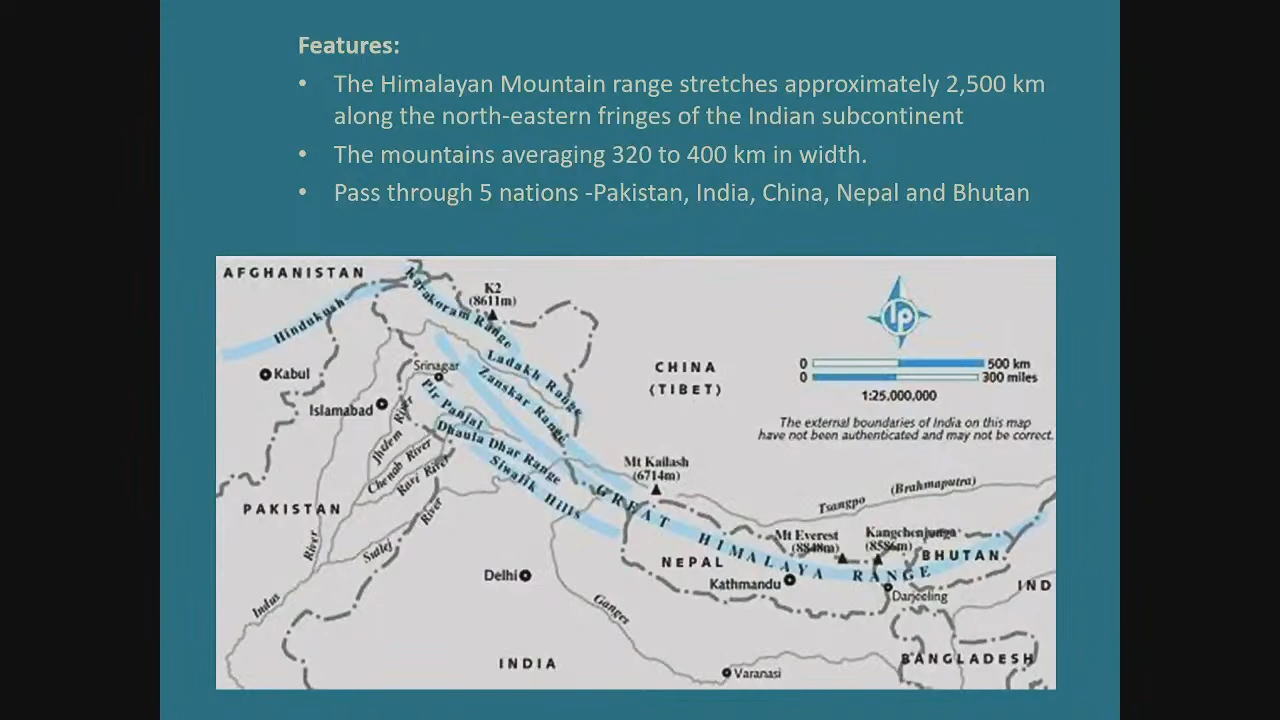 Features:
• The Himalayan Mountain range stretches approximately 2,500 km
along the north-eastern fringes of the Indian subcontinent
• The mountains averaging 320 to 400 km in width.
• Pass through 5 nations -Pakistan, India, China, Nepal and Bhutan
AFGHANISTAN
Hindukush
Karakoram Range
K2
(8611m)
Ladakh Range
Zanskar Range
Srinagar
Kabul
Islamabad
Pir Panjal
Dhaula Dhar Range
Siwalik Hills
Jhelem River
Chenab River
Ravi River
CHINA
(TIBET)
lp
0 500 km
0 300 miles
1:25,000,000
The external boundaries of India on this map
have not been authenticated and may not be correct.
Mt Kailash
(6714m)
Tsangpo (Brahmaputra)
PAKISTAN
Sutlej River
Indus River
GREAT HIMALAYA RANGE
Mt Everest
(8848m)
Kangchenjunga
(8586m)
BHUTAN
NEPAL
Kathmandu
Darjeeling
IND
Delhi
Ganges
INDIA
Varanasi
BANGLADESH